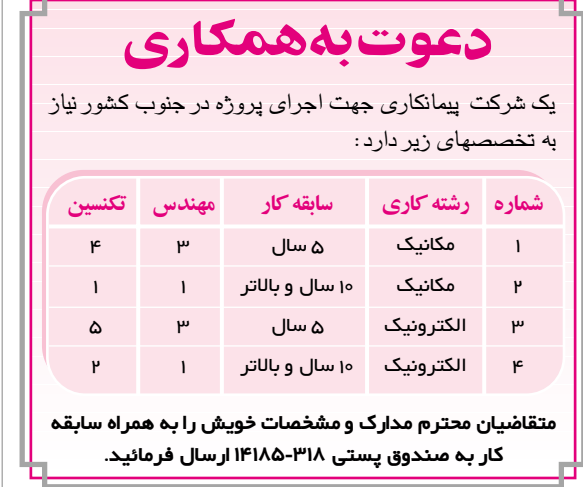 دعوت به همکاری
یک شرکت پیمانکاری جهت اجرای پروژه در جنوب کشور نیاز
به تخصصهای زیر دارد:
شماره رشته کاری سابقه کار مهندس تکنسین
۱ مکانیک ۵ سال ۳ ۴
۲ مکانیک ۱۰ سال و بالاتر ۱ ۱
۳ الکترونیک ۵ سال ۳ ۵
۴ الکترونیک ۱۰ سال و بالاتر ۱ ۲
متقاضیان محترم مدارک و مشخصات خویش را به همراه سابقه
کار به صندوق پستی ۳۱۸-۱۴۱۸۵ ارسال فرمائید.